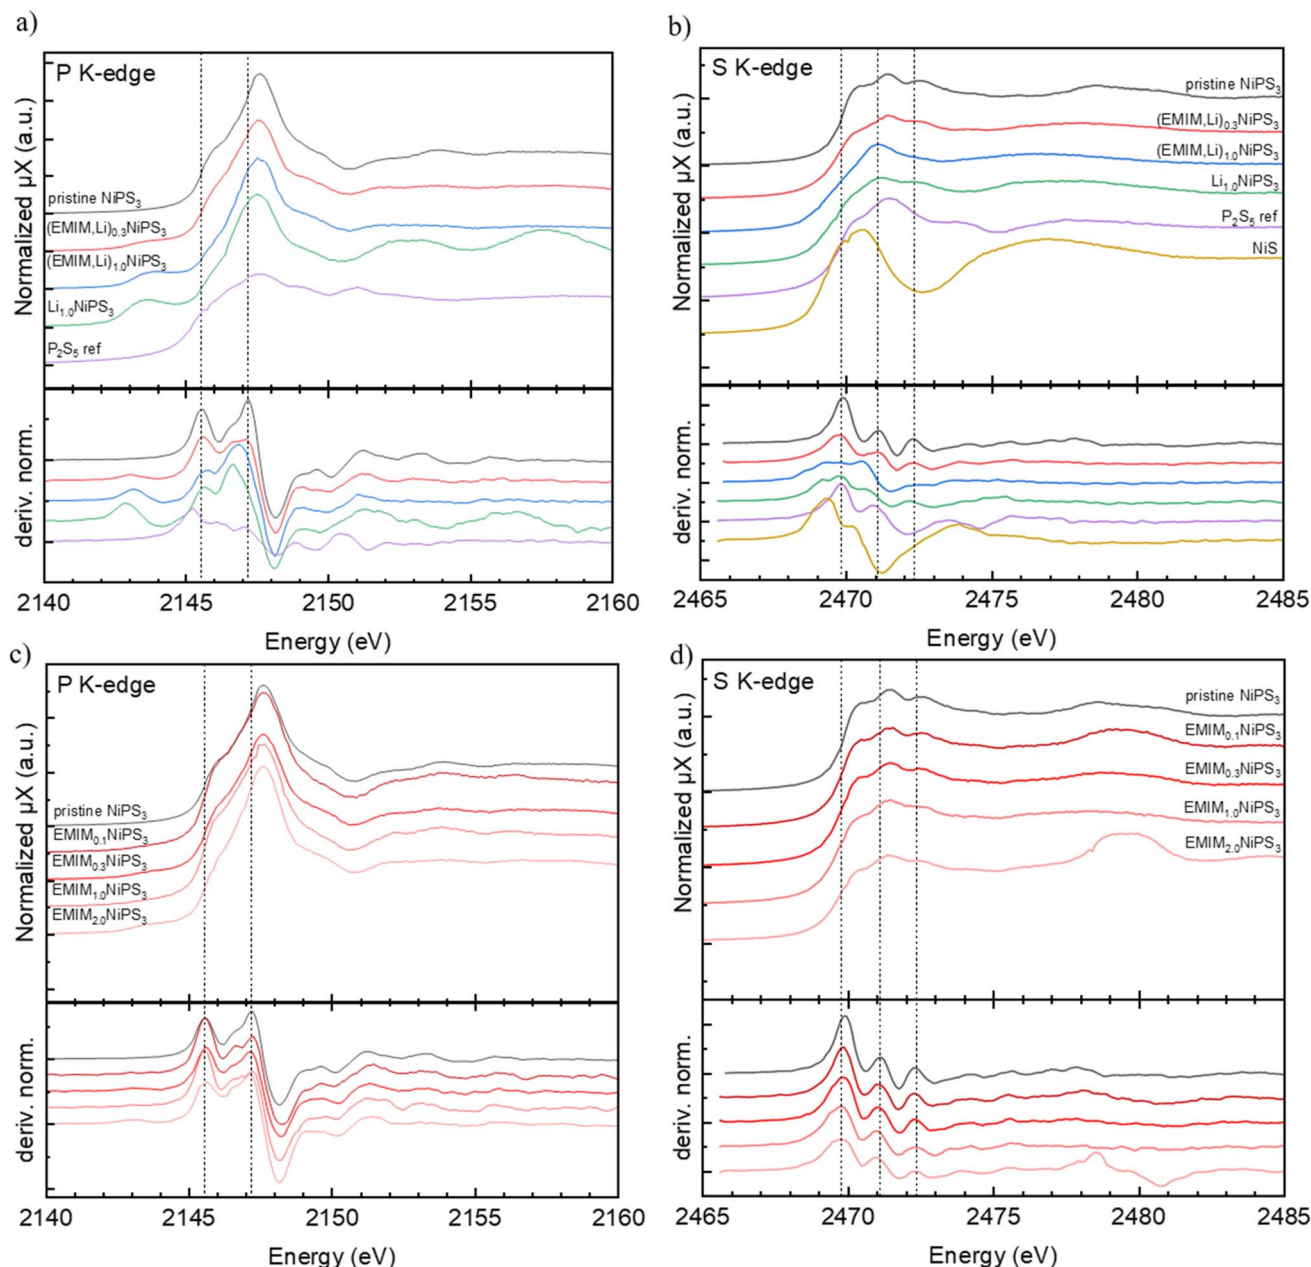 a)
P K-edge
Normalized µX (a.u.)
pristine NiPS₃
(EMIM,Li)₀.₃NiPS₃
(EMIM,Li)₁.₀NiPS₃
Li₁.₀NiPS₃
P₂S₅ ref
deriv. norm.
2140 2145 2150 2155 2160
Energy (eV)
b)
S K-edge
Normalized µX (a.u.)
pristine NiPS₃
(EMIM,Li)₀.₃NiPS₃
(EMIM,Li)₁.₀NiPS₃
Li₁.₀NiPS₃
P₂S₅ ref
NiS
deriv. norm.
2465 2470 2475 2480 2485
Energy (eV)
c)
P K-edge
Normalized µX (a.u.)
pristine NiPS₃
EMIM₀.₁NiPS₃
EMIM₀.₃NiPS₃
EMIM₁.₀NiPS₃
EMIM₂.₀NiPS₃
deriv. norm.
2140 2145 2150 2155 2160
Energy (eV)
d)
S K-edge
Normalized µX (a.u.)
pristine NiPS₃
EMIM₀.₁NiPS₃
EMIM₀.₃NiPS₃
EMIM₁.₀NiPS₃
EMIM₂.₀NiPS₃
deriv. norm.
2465 2470 2475 2480 2485
Energy (eV)